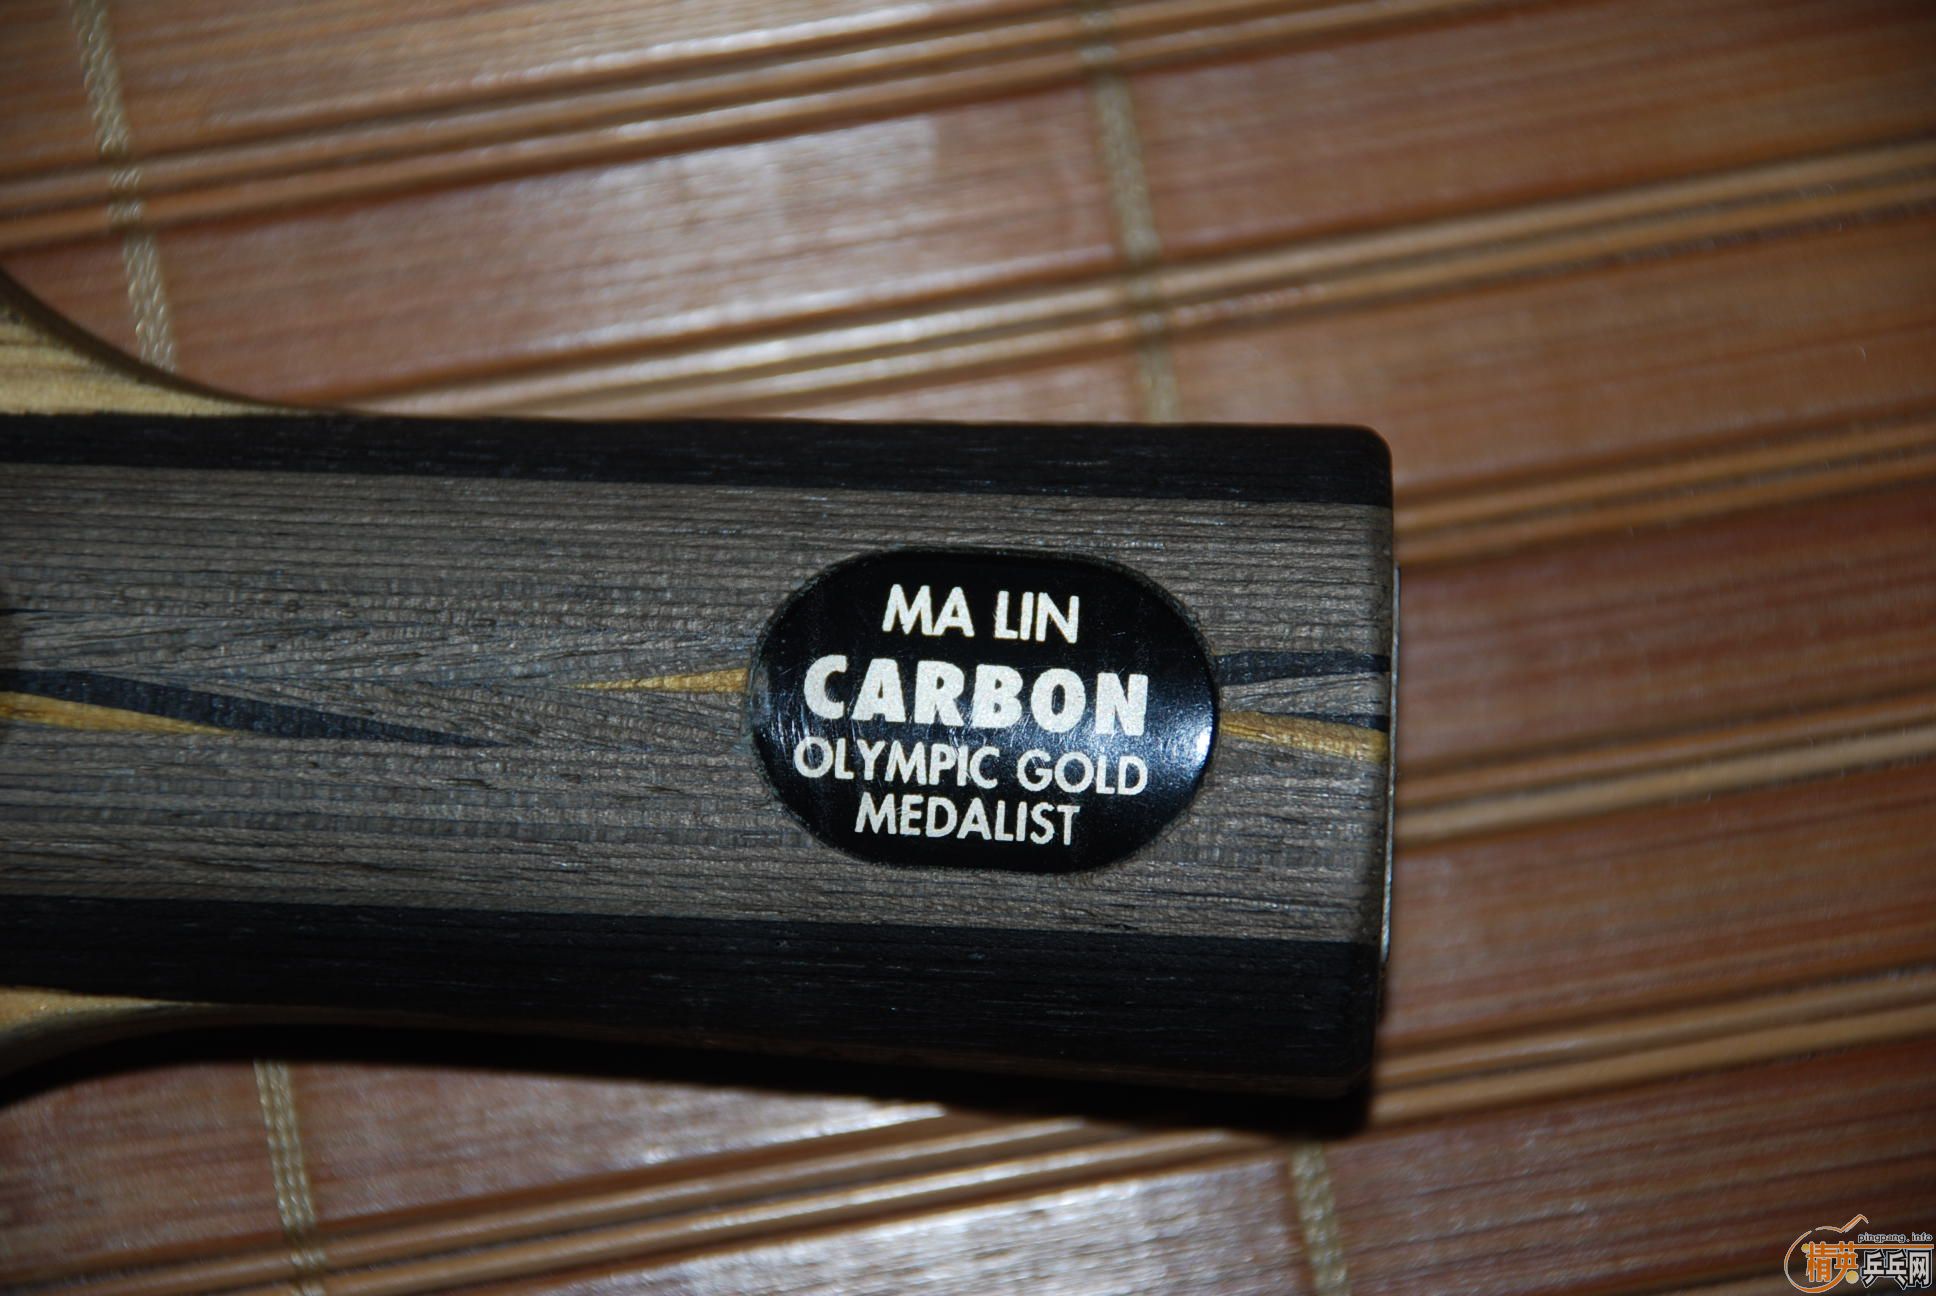 MA LIN
CARBON
OLYMPIC GOLD
MEDALIST
pingpang.info
精英乒乓网